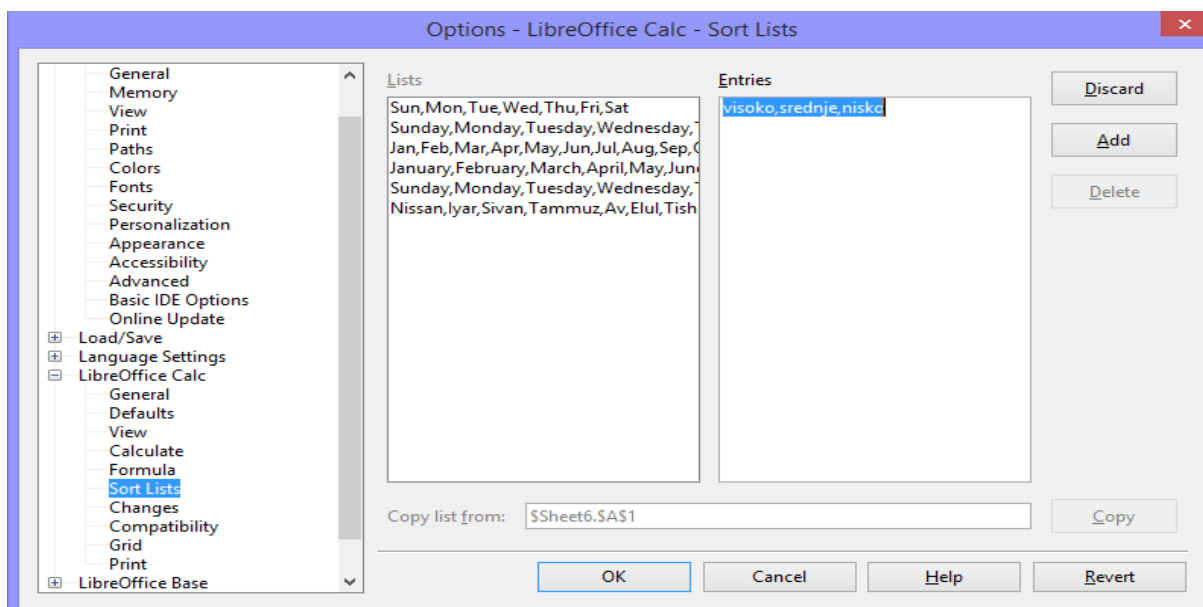 Options - LibreOffice Calc - Sort Lists
General
Memory
View
Print
Paths
Colors
Fonts
Security
Personalization
Appearance
Accessibility
Advanced
Basic IDE Options
Online Update
Load/Save
Language Settings
LibreOffice Calc
General
Defaults
View
Calculate
Formula
Sort Lists
Changes
Compatibility
Grid
Print
LibreOffice Base
Lists
Sun,Mon,Tue,Wed,Thu,Fri,Sat
Sunday,Monday,Tuesday,Wednesday,T
Jan,Feb,Mar,Apr,May,Jun,Jul,Aug,Sep,O
January,February,March,April,May,June
Sunday,Monday,Tuesday,Wednesday,T
Nissan,Iyar,Sivan,Tammuz,Av,Elul,Tish
Entries
visoko,srednje,nisko
Discard
Add
Delete
Copy list from: $Sheet6.$A$1
Copy
OK Cancel Help Revert